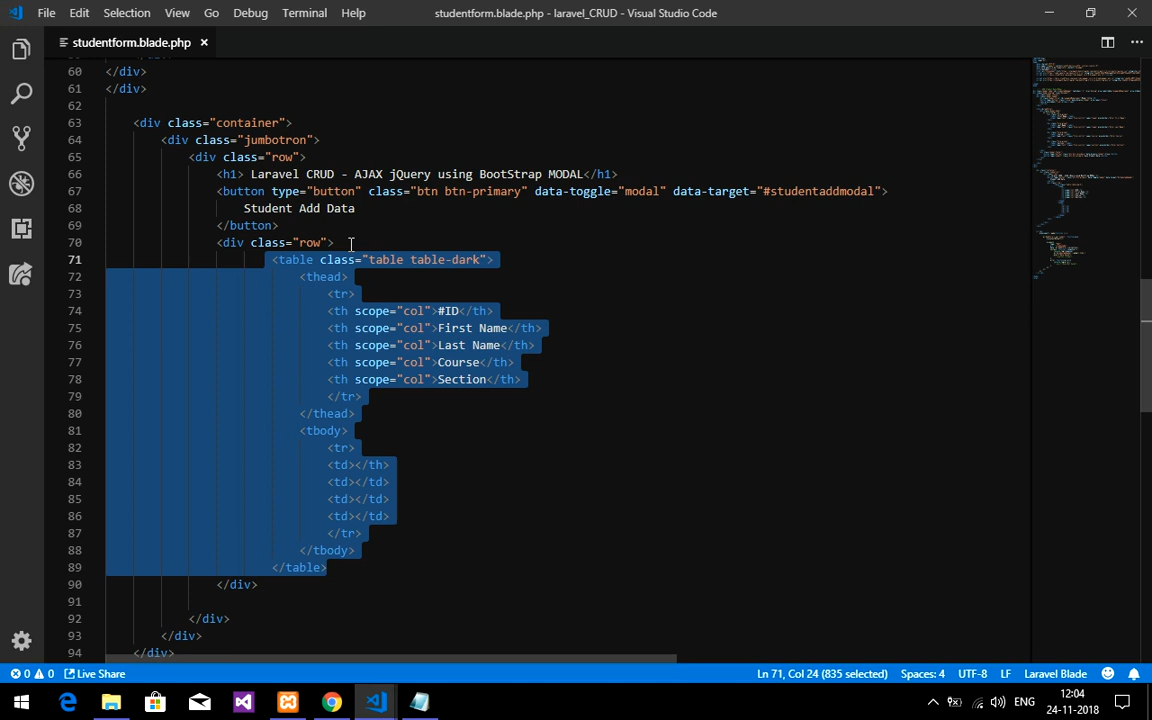 File Edit Selection View Go Debug Terminal Help studentform.blade.php - laravel_CRUD - Visual Studio Code
studentform.blade.php
60 </div>
61 </div>
62
63 <div class="container">
64 <div class="jumbotron">
65 <div class="row">
66 <h1> Laravel CRUD - AJAX jQuery using BootStrap MODAL</h1>
67 <button type="button" class="btn btn-primary" data-toggle="modal" data-target="#studentaddmodal">
68 Student Add Data
69 </button>
70 <div class="row">
71 <table class="table table-dark">
72 <thead>
73 <tr>
74 <th scope="col">#ID</th>
75 <th scope="col">First Name</th>
76 <th scope="col">Last Name</th>
77 <th scope="col">Course</th>
78 <th scope="col">Section</th>
79 </tr>
80 </thead>
81 <tbody>
82 <tr>
83 <td></th>
84 <td></td>
85 <td></td>
86 <td></td>
87 </tr>
88 </tbody>
89 </table>
90 </div>
91
92 </div>
93 </div>
94 </div>
0 0 Live Share Ln 71, Col 24 (835 selected) Spaces: 4 UTF-8 LF Laravel Blade
ENG 12:04
24-11-2018